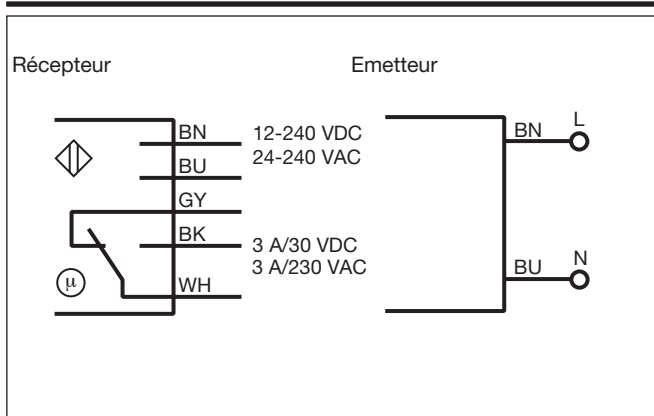 Récepteur
Emetteur
BN
12-240 VDC
BU
24-240 VAC
GY
BK
3 A/30 VDC
3 A/230 VAC
WH
µ
BN
L
BU
N